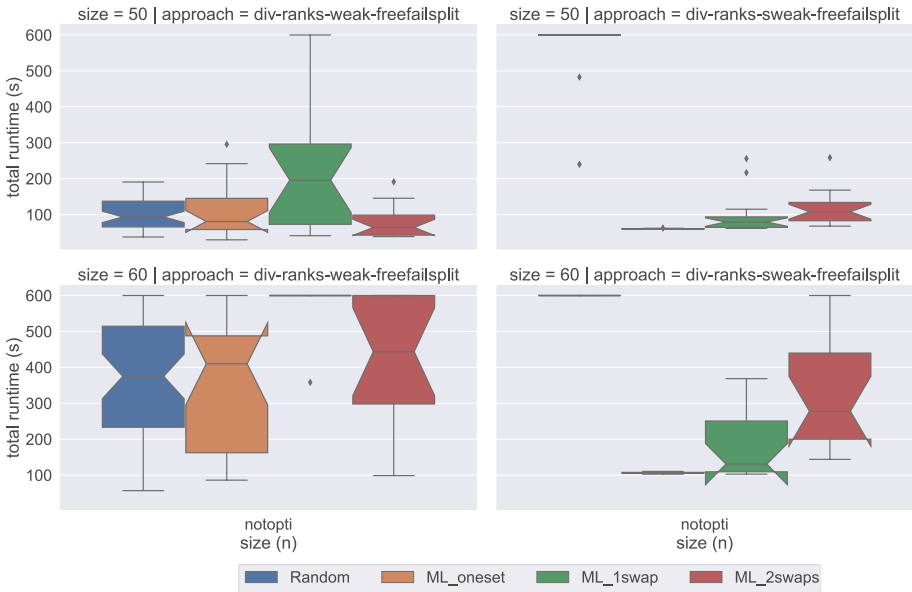 size = 50 | approach = div-ranks-weak-freefailsplit
size = 50 | approach = div-ranks-sweak-freefailsplit
total runtime (s)
600
500
400
300
200
100
size = 60 | approach = div-ranks-weak-freefailsplit
size = 60 | approach = div-ranks-sweak-freefailsplit
total runtime (s)
600
500
400
300
200
100
notopti
size (n)
notopti
size (n)
Random
ML_oneset
ML_1swap
ML_2swaps